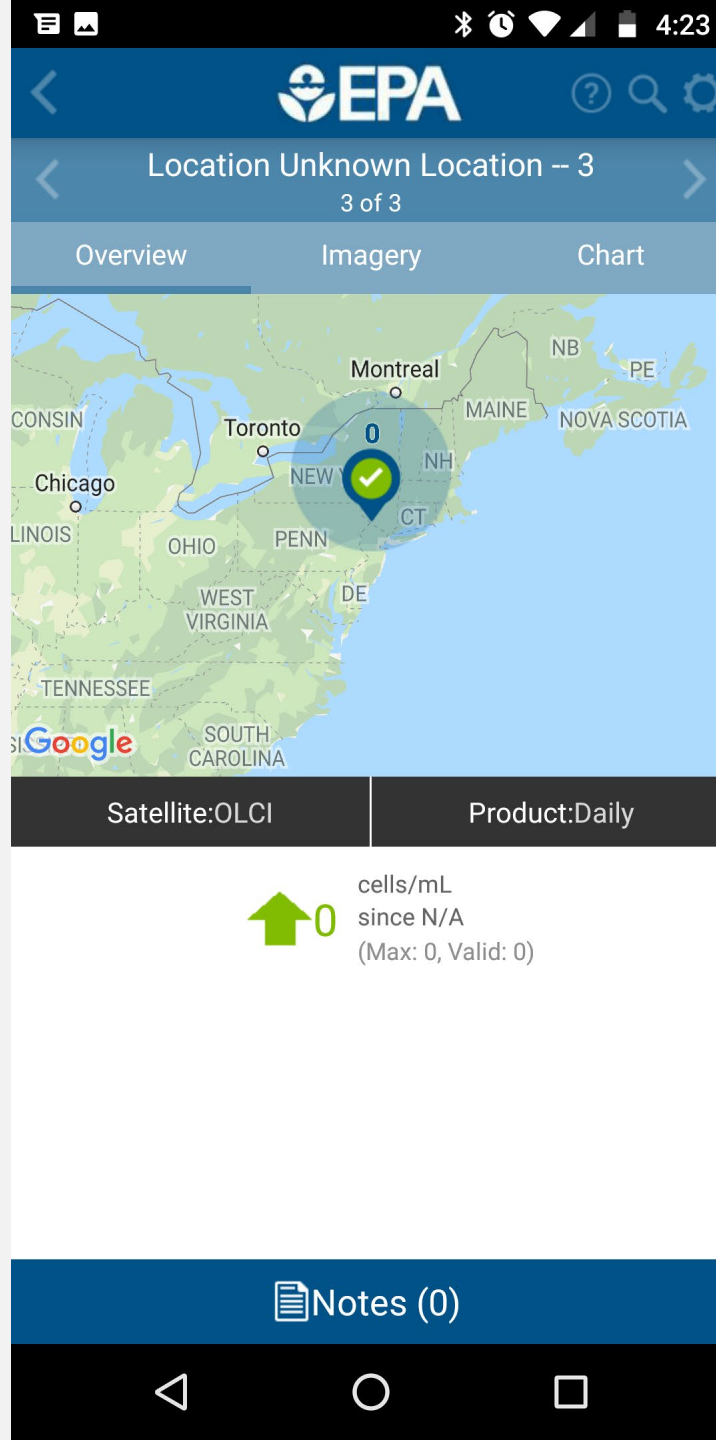 4:23
EPA
Location Unknown Location -- 3
3 of 3
Overview Imagery Chart
NB
Montreal
PE
MAINE
CONSIN
Toronto
NOVA SCOTIA
0
NH
NEW
Chicago
CT
LINOIS
OHIO
PENN
WEST
VIRGINIA
DE
TENNESSEE
SOUTH
CAROLINA
Google
Satellite:OLCI Product:Daily
0
cells/mL
since N/A
(Max: 0, Valid: 0)
Notes (0)